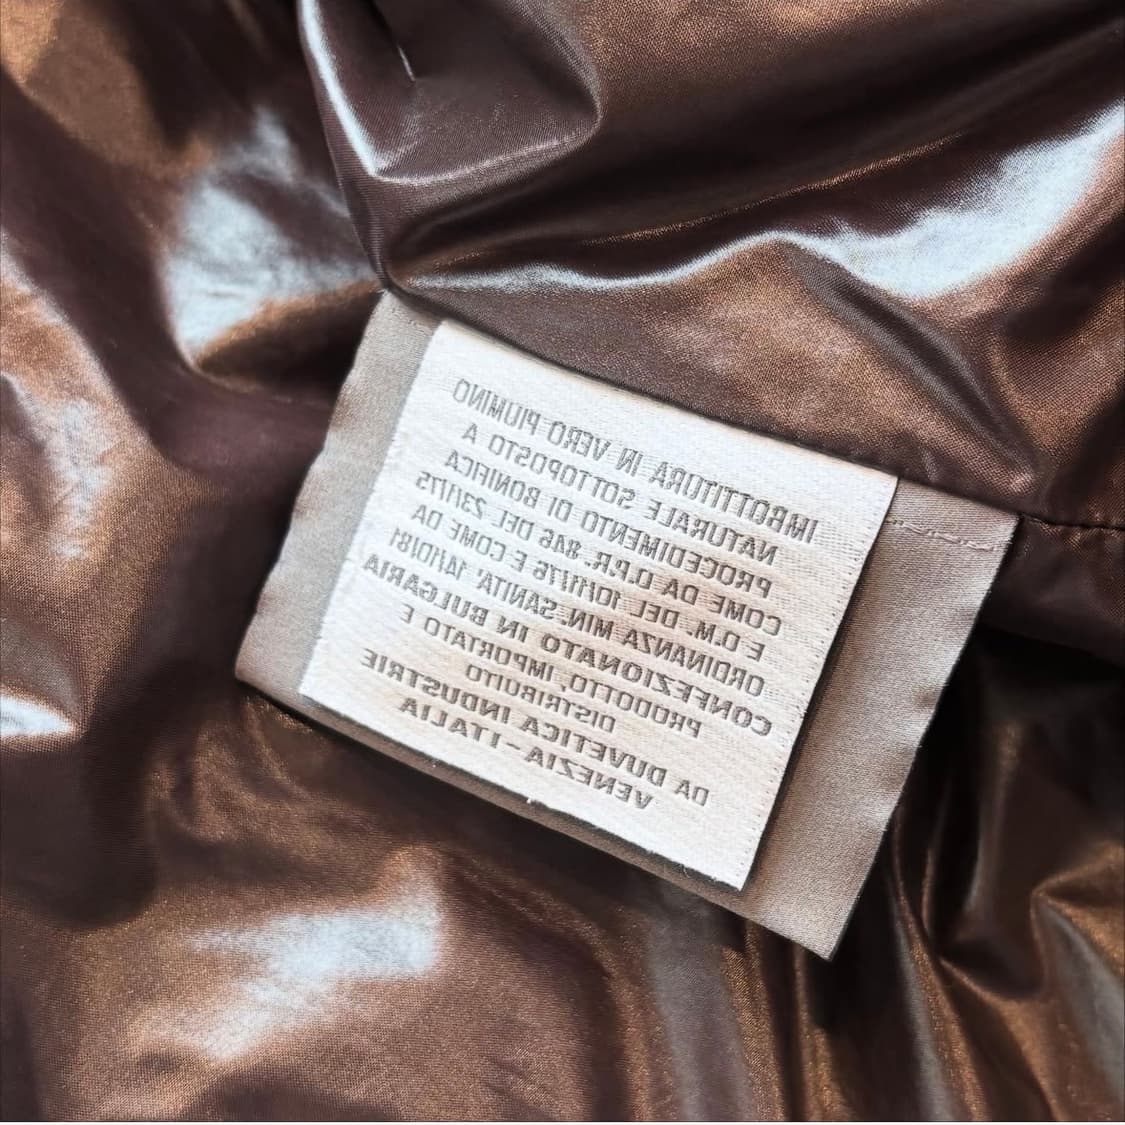 IMBOTTITURA IN VERO PIUMINO
NATURALE SOTTOPOSTO A
PROCEDIMENTO DI BONIFICA
COME DA D.P.R. 845 DEL 23/1/75
E D.M. DEL 10/11/76 E COME DA
ORDINANZA MIN. SANITA' 14/10/81
CONFEZIONATO IN BULGARIA
PRODOTTO, IMPORTATO E
DISTRIBUITO
DA DUVETICA INDUSTRIE
VENEZIA - ITALIA